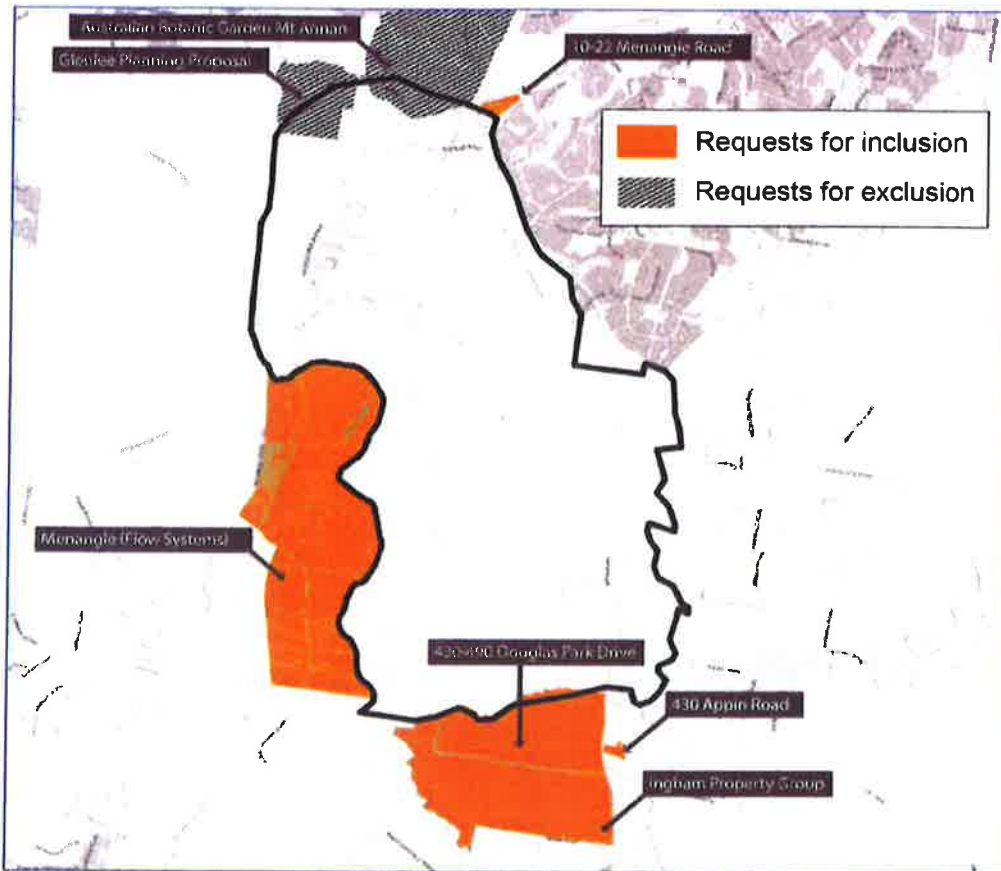 Australian Botanic Garden Mt Annan
Glenlee Planning Proposal
10-22 Menangle Road
Requests for inclusion
Requests for exclusion
Menangle (Flow Systems)
430-490 Douglas Park Drive
430 Appin Road
Ingham Property Group